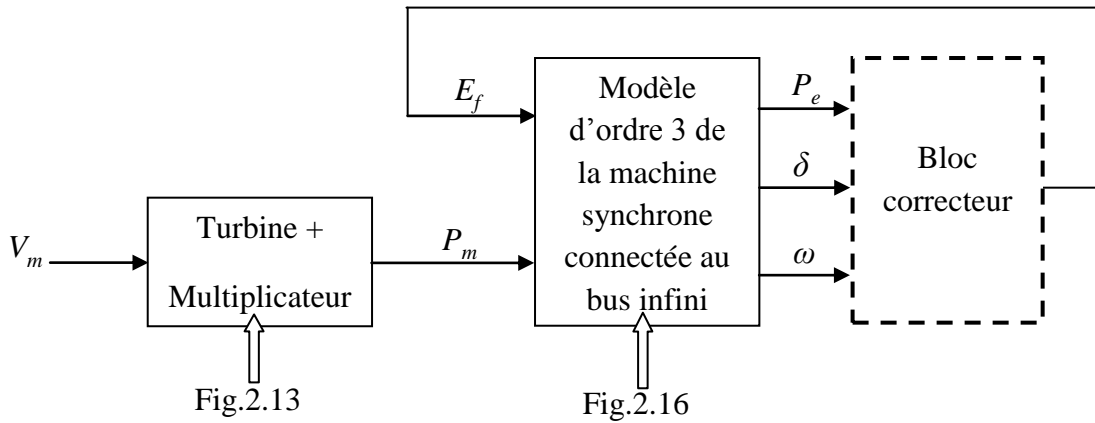 E_f
Modèle
d'ordre 3 de
la machine
synchrone
connectée au
bus infini
P_e
δ
ω
Bloc
correcteur
V_m
Turbine +
Multiplicateur
P_m
Fig.2.13
Fig.2.16